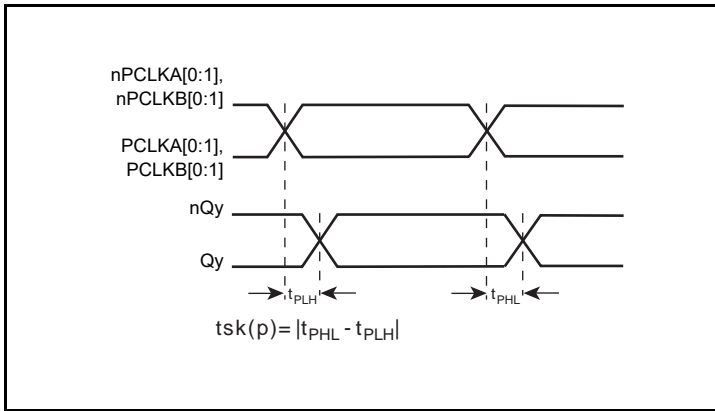 nPCLKA[0:1],
nPCLKB[0:1]
PCLKA[0:1],
PCLKB[0:1]
nQy
Qy
tPLH
tPHL
tsk(p)= |tPHL - tPLH|